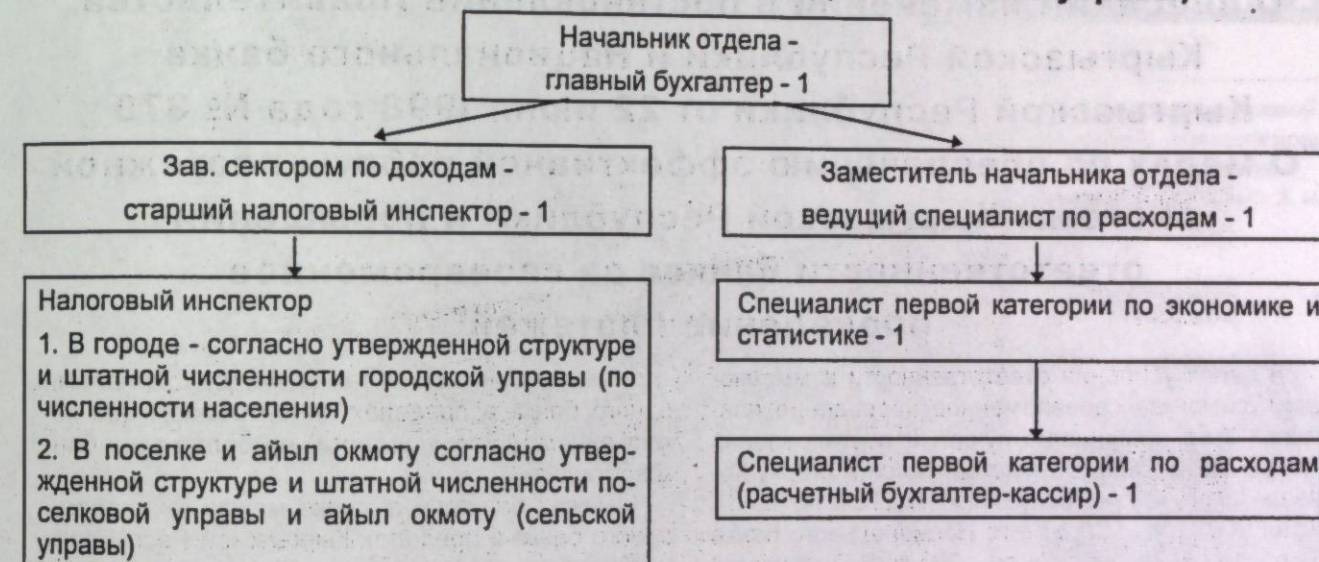 Начальник отдела -
главный бухгалтер - 1
Зав. сектором по доходам -
старший налоговый инспектор - 1
Заместитель начальника отдела -
ведущий специалист по расходам - 1
Налоговый инспектор
1. В городе - согласно утвержденной структуре
и штатной численности городской управы (по
численности населения)
2. В поселке и айыл окмоту согласно утвер-
жденной структуре и штатной численности по-
селковой управы и айыл окмоту (сельской
управы)
Специалист первой категории по экономике и
статистике - 1
Специалист первой категории по расходам
(расчетный бухгалтер-кассир) - 1